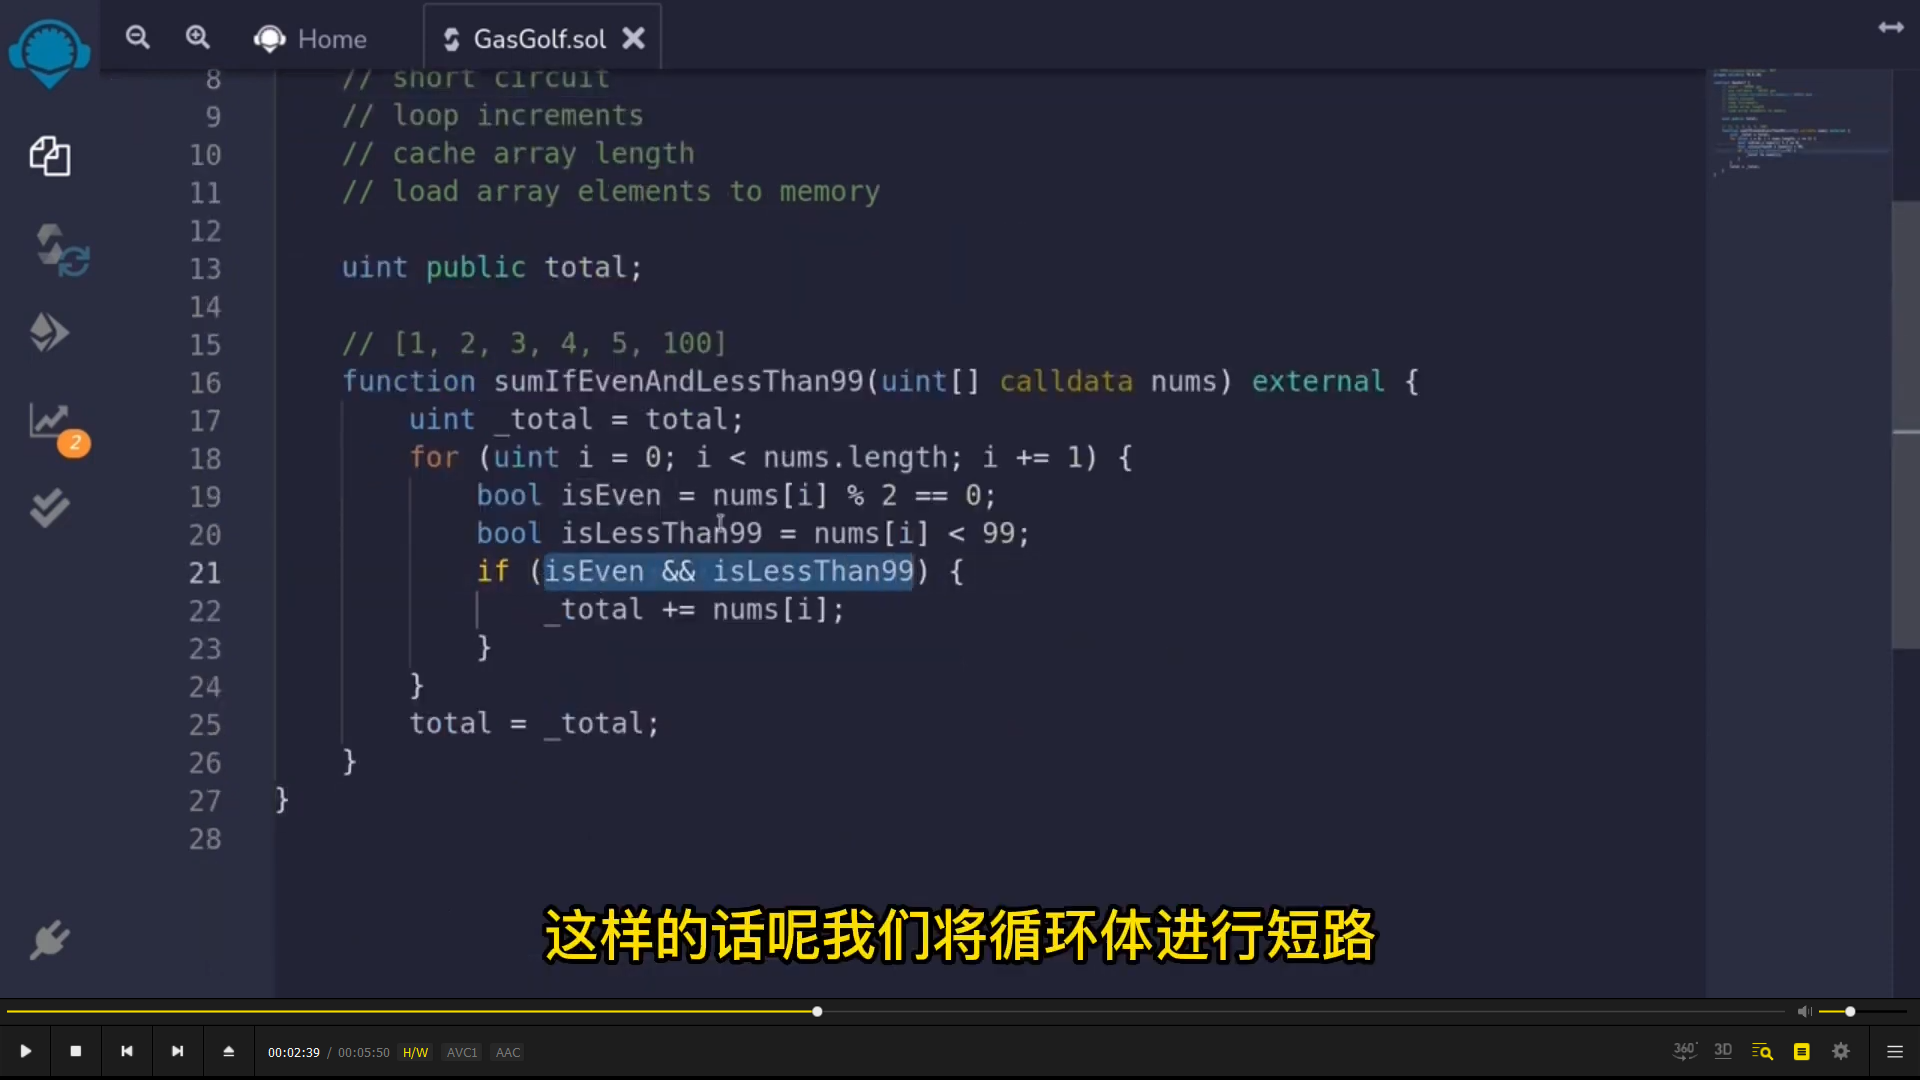 Home
GasGolf.sol
8 // short circuit
9 // loop increments
10 // cache array length
11 // load array elements to memory
12
13 uint public total;
14
15 // [1, 2, 3, 4, 5, 100]
16 function sumIfEvenAndLessThan99(uint[] calldata nums) external {
17 uint _total = total;
18 for (uint i = 0; i < nums.length; i += 1) {
19 bool isEven = nums[i] % 2 == 0;
20 bool isLessThan99 = nums[i] < 99;
21 if (isEven && isLessThan99) {
22 _total += nums[i];
23 }
24 }
25 total = _total;
26 }
27 }
28
2
这样的话呢我们将循环体进行短路
00:02:39 / 00:05:50 H/W AVC1 AAC
360° 3D